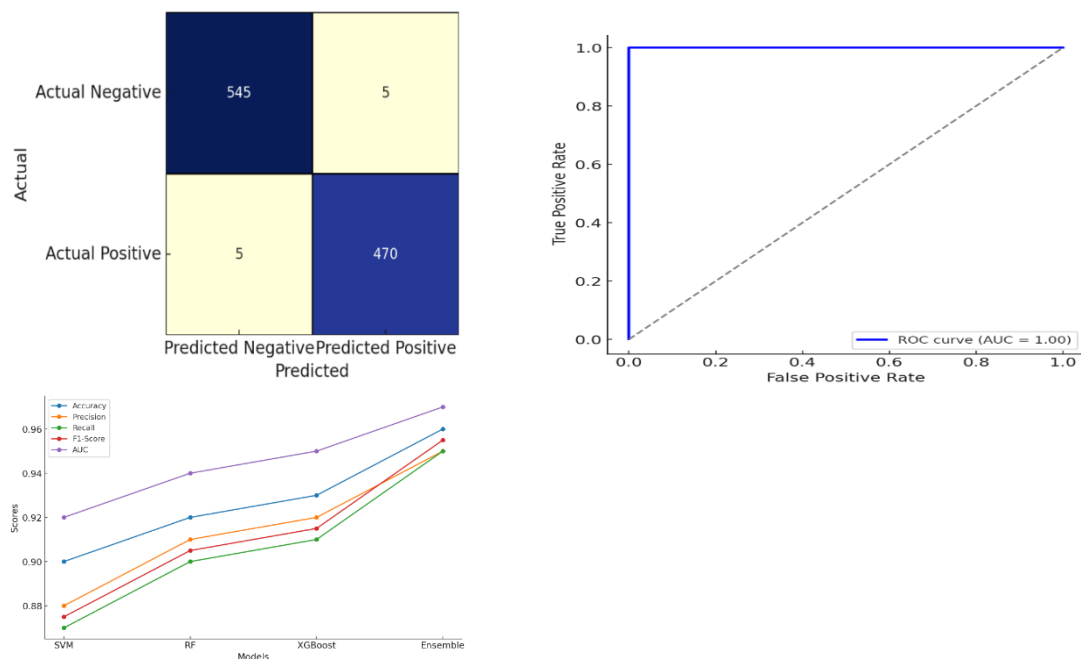 Actual Negative
545
5
Actual
Actual Positive
5
470
Predicted Negative Predicted Positive
Predicted
1.0
0.8
0.6
0.4
0.2
0.0
True Positive Rate
ROC curve (AUC = 1.00)
0.0 0.2 0.4 0.6 0.8 1.0
False Positive Rate
Accuracy
Precision
Recall
F1-Score
AUC
0.96
0.94
0.92
0.90
0.88
Scores
SVM RF XGBoost Ensemble
Models